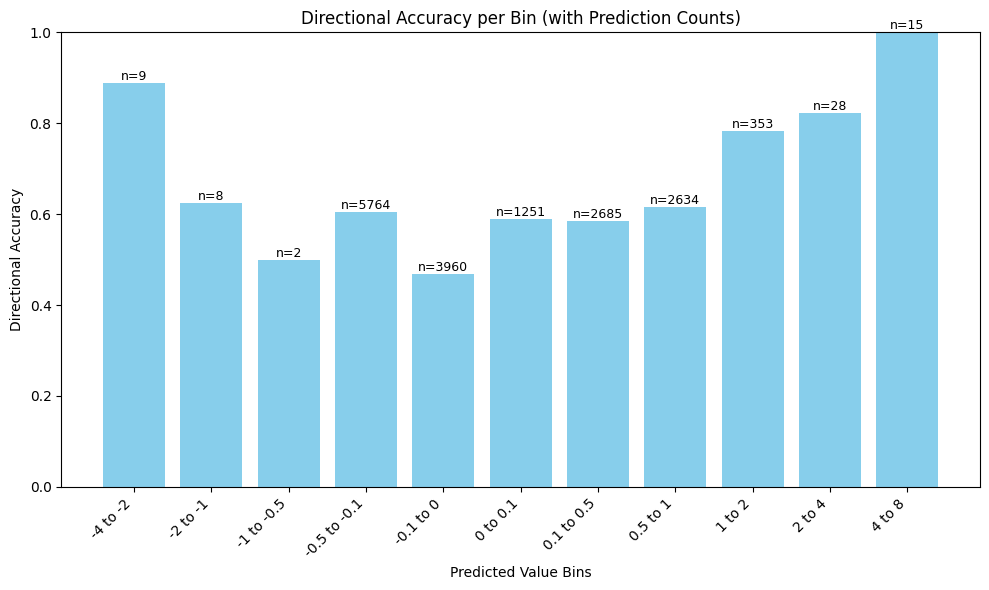 Directional Accuracy per Bin (with Prediction Counts)
Directional Accuracy
1.0
0.8
0.6
0.4
0.2
0.0
n=9
n=8
n=2
n=5764
n=3960
n=1251
n=2685
n=2634
n=353
n=28
n=15
-4 to -2
-2 to -1
-1 to -0.5
-0.5 to -0.1
-0.1 to 0
0 to 0.1
0.1 to 0.5
0.5 to 1
1 to 2
2 to 4
4 to 8
Predicted Value Bins